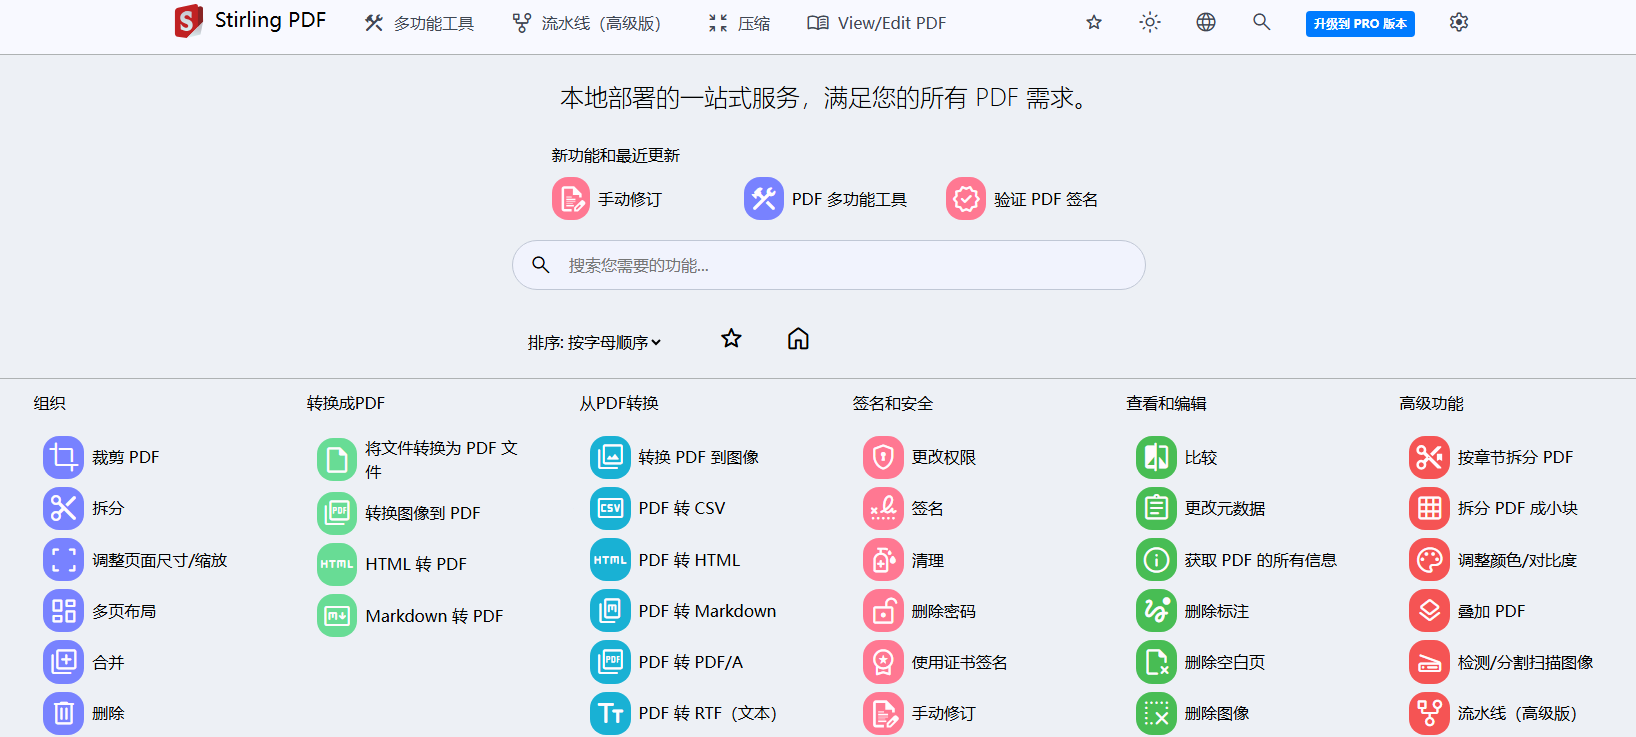 Stirling PDF 多功能工具 流水线（高级版） 压缩 View/Edit PDF 升级到 PRO 版本
本地部署的一站式服务，满足您的所有 PDF 需求。
新功能和最近更新
手动修订 PDF 多功能工具 验证 PDF 签名
搜索您需要的功能...
排序: 按字母顺序
组织
裁剪 PDF
拆分
调整页面尺寸/缩放
多页布局
合并
删除
转换成PDF
将文件转换为 PDF 文
件
PDF
转换图像到 PDF
HTML
HTML 转 PDF
Markdown 转 PDF
从PDF转换
转换 PDF 到图像
CSV
PDF 转 CSV
HTML
PDF 转 HTML
PDF 转 Markdown
PDF
PDF 转 PDF/A
PDF 转 RTF（文本）
签名和安全
更改权限
签名
清理
删除密码
使用证书签名
手动修订
查看和编辑
比较
更改元数据
获取 PDF 的所有信息
删除标注
删除空白页
删除图像
高级功能
按章节拆分 PDF
拆分 PDF 成小块
调整颜色/对比度
叠加 PDF
检测/分割扫描图像
流水线（高级版）